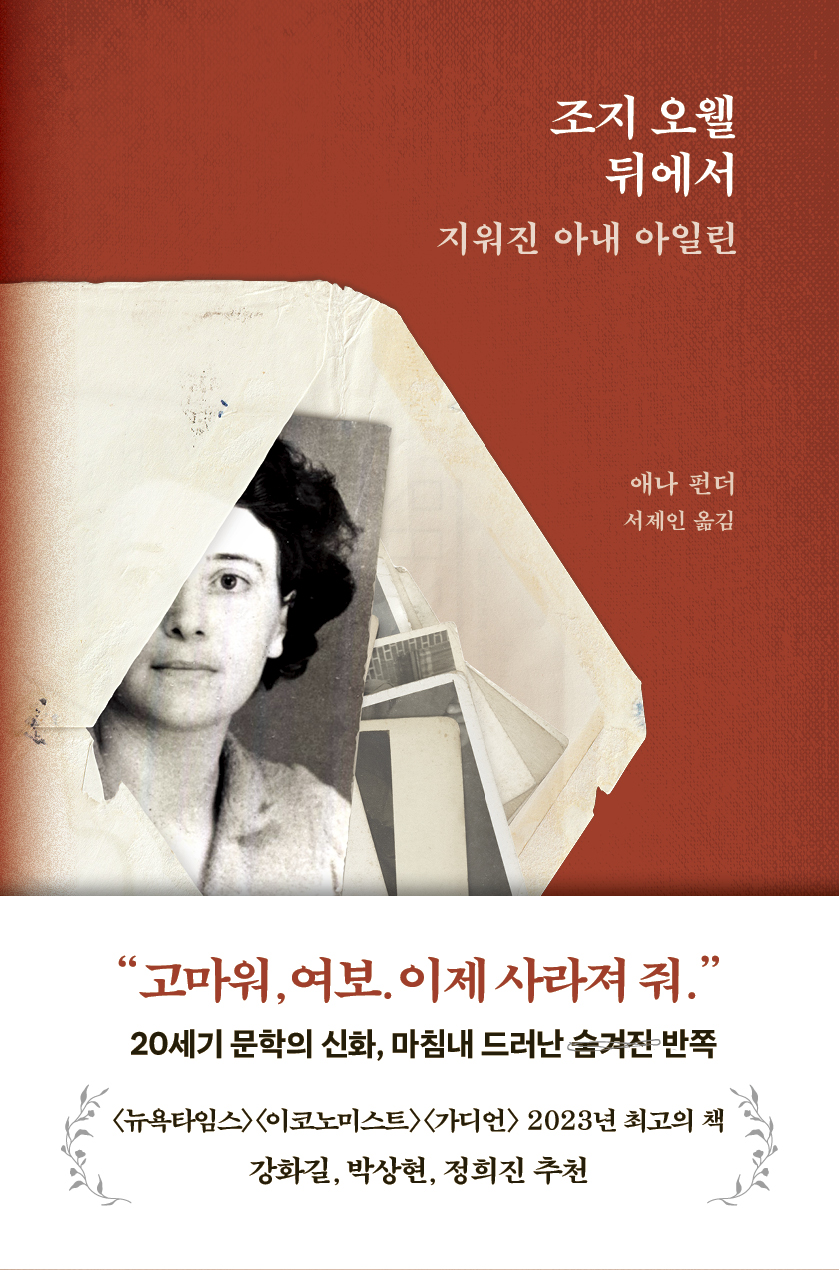 조지 오웰
뒤에서
지워진 아내 아일린
애나 펀더
서제인 옮김
“고마워, 여보. 이제 사라져 줘.”
20세기 문학의 신화, 마침내 드러난 숨겨진 반쪽
〈뉴욕타임스〉〈이코노미스트〉〈가디언〉 2023년 최고의 책
강화길, 박상현, 정희진 추천